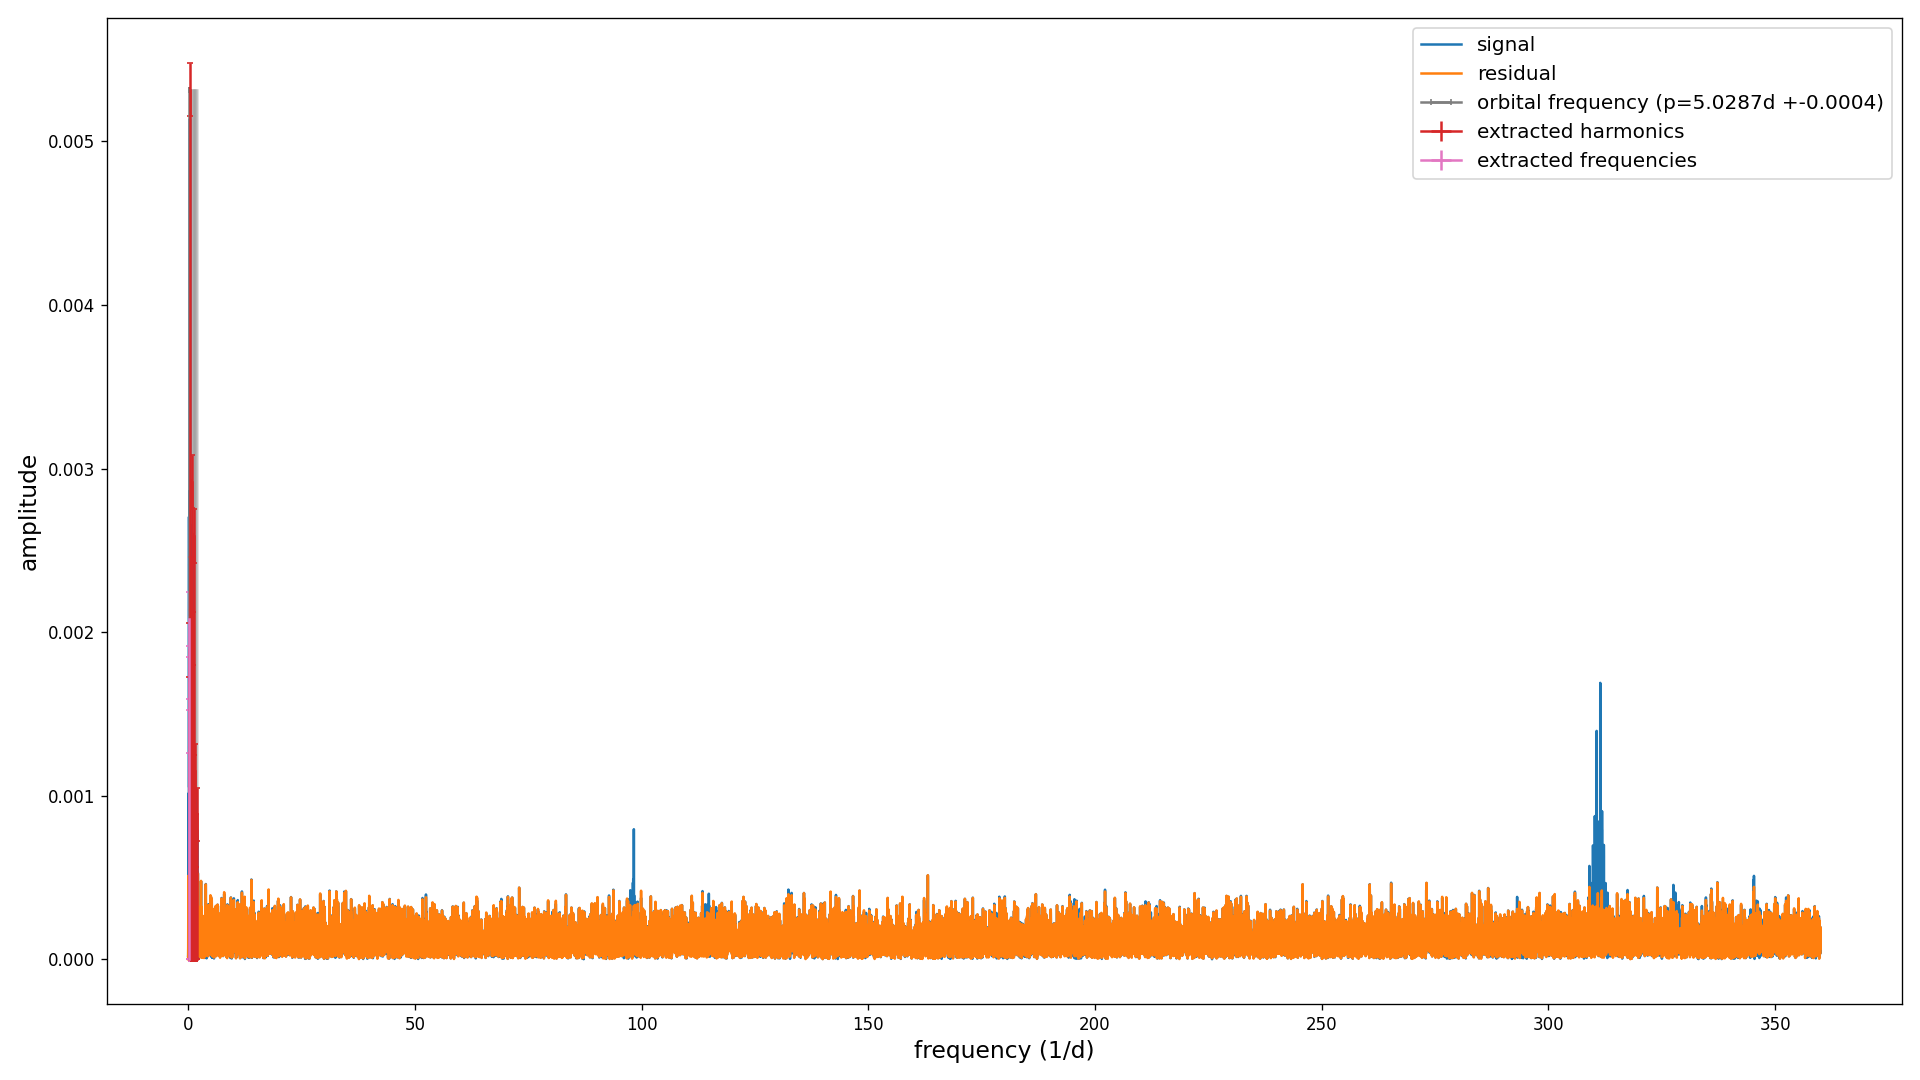 signal
residual
orbital frequency (p=5.0287d +-0.0004)
extracted harmonics
extracted frequencies
amplitude
0.005
0.004
0.003
0.002
0.001
0.000
0 50 100 150 200 250 300 350
frequency (1/d)